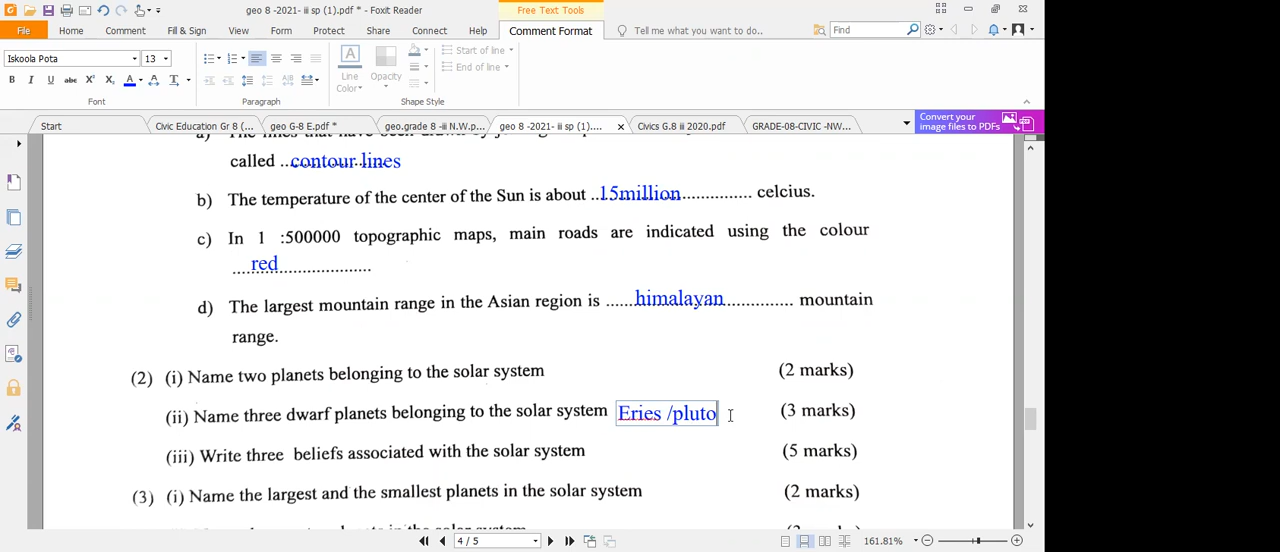 geo 8 -2021- ii sp (1).pdf * - Foxit Reader
Free Text Tools
File Home Comment Fill & Sign View Form Protect Share Connect Help Comment Format Tell me what you want to do.. Find
Iskoola Pota 13
Start of line
End of line
Line Color
Opacity
B I U abc X² X₂ A A T
Font Paragraph Shape Style
Start Civic Education Gr 8 (... geo G-8 E.pdf * geo.grade 8 -ii N.W.p... geo 8 -2021- ii sp (1).... Civics G.8 ii 2020.pdf GRADE-08-CIVIC -NW...
Convert your image files to PDFs
called ... contour lines
b) The temperature of the center of the Sun is about ..15million............... celcius.
c) In 1 :500000 topographic maps, main roads are indicated using the colour
....red......................
d) The largest mountain range in the Asian region is ......himalayan.............. mountain
range.
(2) (i) Name two planets belonging to the solar system (2 marks)
(ii) Name three dwarf planets belonging to the solar system Eries /pluto (3 marks)
(iii) Write three beliefs associated with the solar system (5 marks)
(3) (i) Name the largest and the smallest planets in the solar system (2 marks)
4 / 5 161.81%